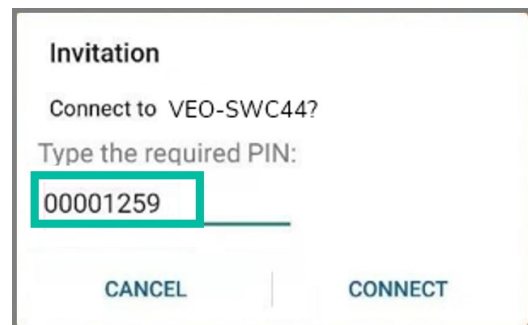 Invitation
Connect to VEO-SWC44?
Type the required PIN:
00001259
CANCEL CONNECT